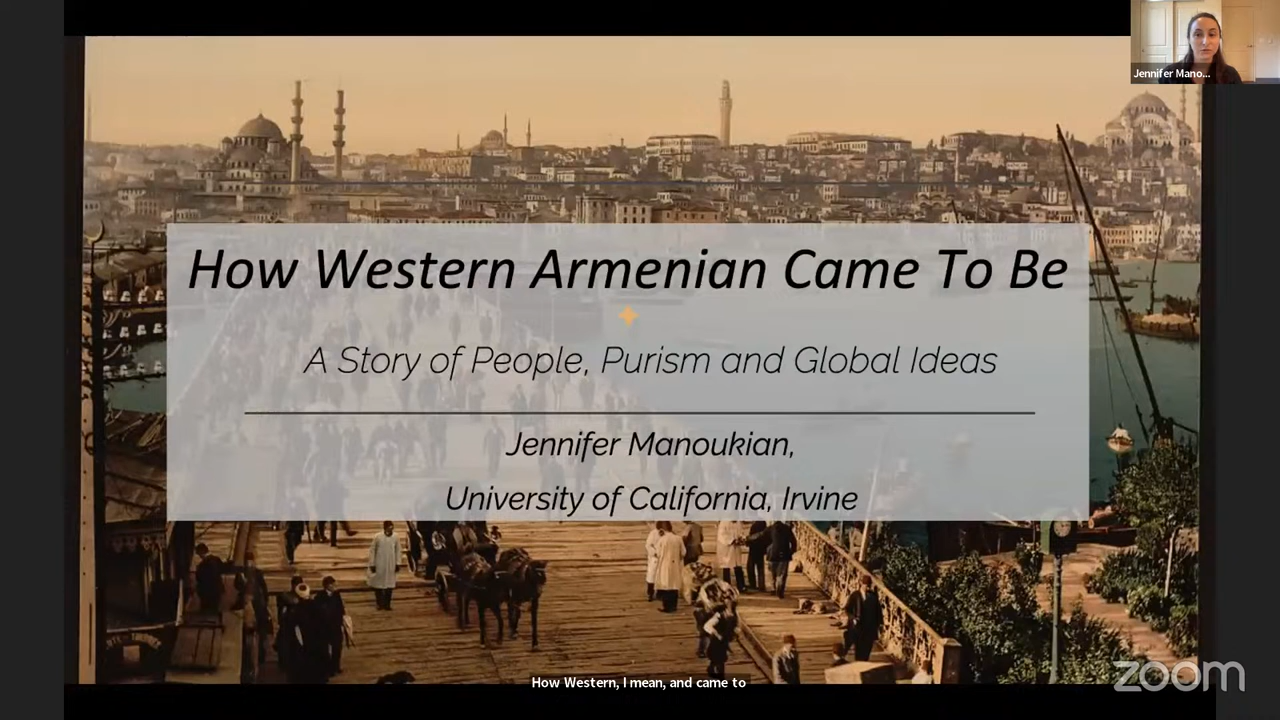 Jennifer Mano...
How Western Armenian Came To Be
A Story of People, Purism and Global Ideas
Jennifer Manoukian,
University of California, Irvine
zoom
How Western, I mean, and came to